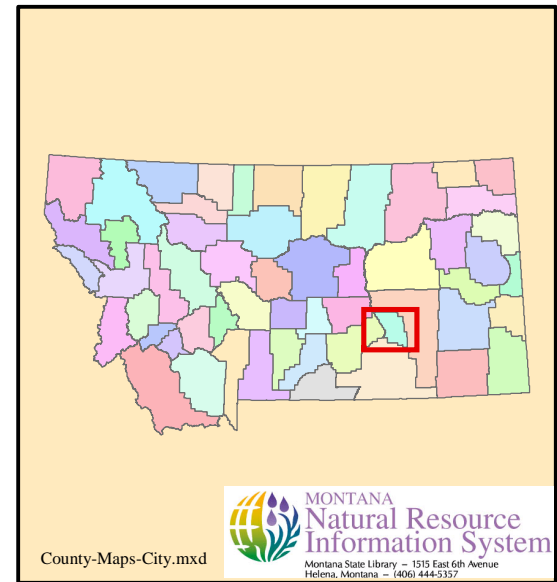 County-Maps-City.mxd
MONTANA
Natural Resource
Information System
Montana State Library – 1515 East 6th Avenue
Helena, Montana – (406) 444-5357